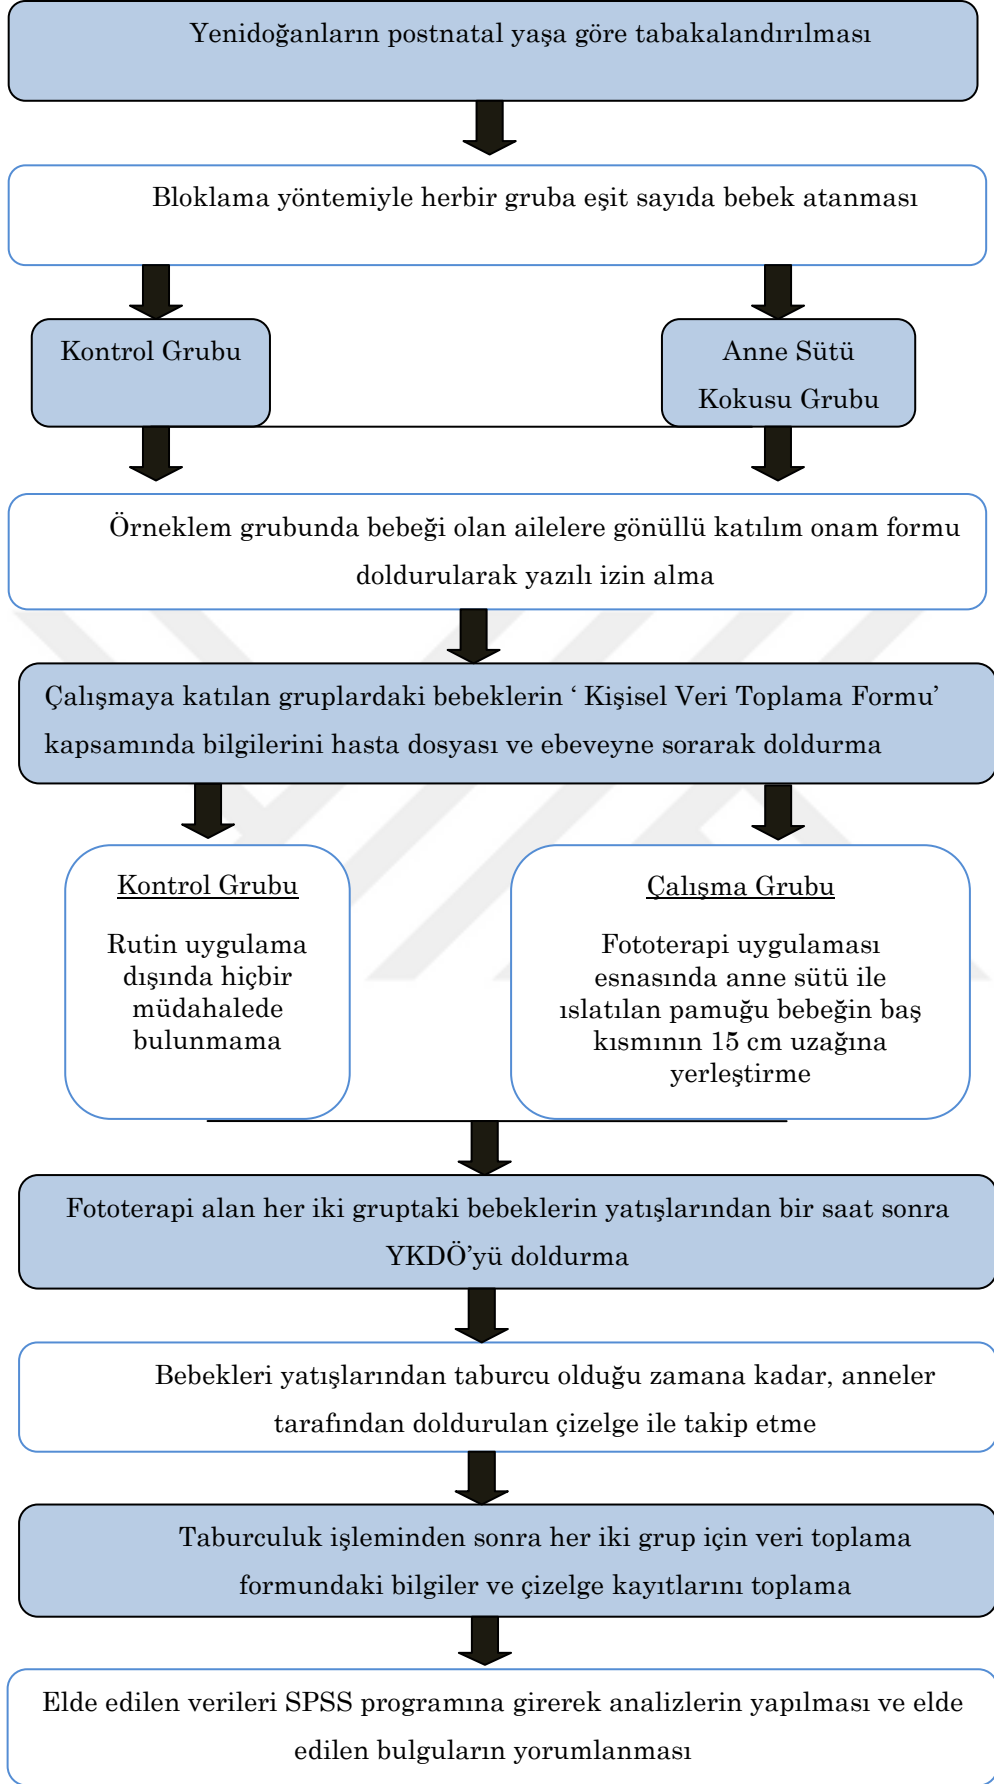 Yenidoğanların postnatal yaşa göre tabakalandırılması
Bloklama yöntemiyle herbir gruba eşit sayıda bebek atanması
Kontrol Grubu
Anne Sütü
Kokusu Grubu
Örneklem grubunda bebeği olan ailelere gönüllü katılım onam formu
doldurularak yazılı izin alma
Çalışmaya katılan gruplardaki bebeklerin ‘ Kişisel Veri Toplama Formu’
kapsamında bilgilerini hasta dosyası ve ebeveyne sorarak doldurma
Kontrol Grubu
Rutin uygulama
dışında hiçbir
müdahalede
bulunmama
Çalışma Grubu
Fototerapi uygulaması
esnasında anne sütü ile
ıslatılan pamuğu bebeğin baş
kısmının 15 cm uzağına
yerleştirme
Fototerapi alan her iki gruptaki bebeklerin yatışlarından bir saat sonra
YKDÖ’yü doldurma
Bebekleri yatışlarından taburcu olduğu zamana kadar, anneler
tarafından doldurulan çizelge ile takip etme
Taburculuk işleminden sonra her iki grup için veri toplama
formundaki bilgiler ve çizelge kayıtlarını toplama
Elde edilen verileri SPSS programına girerek analizlerin yapılması ve elde
edilen bulguların yorumlanması